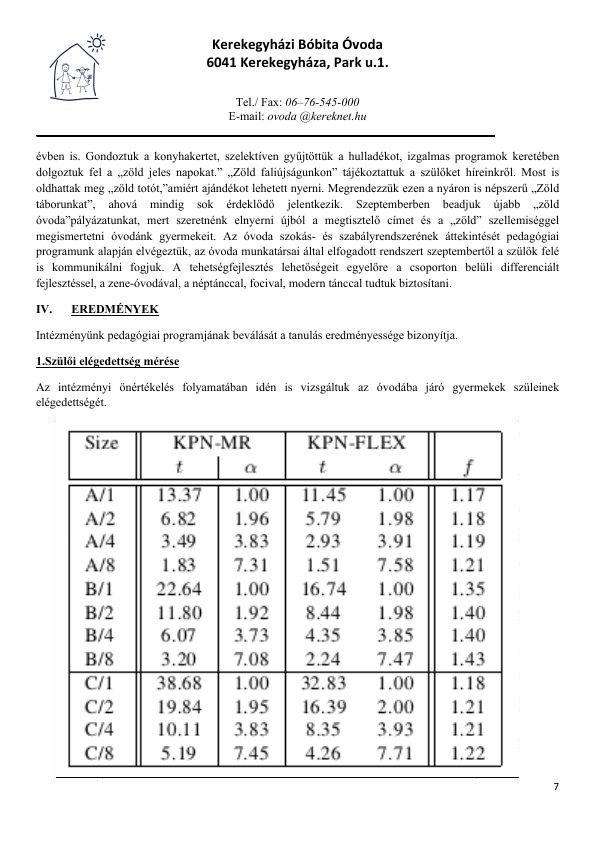 Kerekegyházi Bóbita Óvoda
6041 Kerekegyháza, Park u.1.
Tel./ Fax: 06–76-545-000
E-mail: ovoda @kereknet.hu
évben is. Gondoztuk a konyhakertet, szelektíven gyűjtöttük a hulladékot, izgalmas programok keretében
dolgoztuk fel a „zöld jeles napokat.” "Zöld faliújságunkon” tájékoztattuk a szülőket híreinkről. Most is
oldhattak meg „zöld totót,”amiért ajándékot lehetett nyerni. Megrendezzük ezen a nyáron is népszerű „Zöld
táborunkat”, ahová mindig sok érdeklődő jelentkezik. Szeptemberben beadjuk újabb „zöld
óvoda”pályázatunkat, mert szeretnénk elnyerni újból a megtisztelő címet és a „zöld” szellemiséggel
megismertetni óvodánk gyermekeit. Az óvoda szokás- és szabályrendszerének áttekintését pedagógiai
programunk alapján elvégeztük, az óvoda munkatársai által elfogadott rendszert szeptembertől a szülők felé
is kommunikálni fogjuk. A tehetségfejlesztés lehetőségeit egyelőre a csoporton belüli differenciált
fejlesztéssel, a zene-óvodával, a néptánccal, focival, modern tánccal tudtuk biztosítani.
IV. EREDMÉNYEK
Intézményünk pedagógiai programjának beválását a tanulás eredményessége bizonyítja.
1.Szülői elégedettség mérése
Az intézményi önértékelés folyamatában idén is vizsgáltuk az óvodába járó gyermekek szüleinek
elégedettségét.
Size KPN-MR KPN-FLEX
t α t α f
A/1 13.37 1.00 11.45 1.00 1.17
A/2 6.82 1.96 5.79 1.98 1.18
A/4 3.49 3.83 2.93 3.91 1.19
A/8 1.83 7.31 1.51 7.58 1.21
B/1 22.64 1.00 16.74 1.00 1.35
B/2 11.80 1.92 8.44 1.98 1.40
B/4 6.07 3.73 4.35 3.85 1.40
B/8 3.20 7.08 2.24 7.47 1.43
C/1 38.68 1.00 32.83 1.00 1.18
C/2 19.84 1.95 16.39 2.00 1.21
C/4 10.11 3.83 8.35 3.93 1.21
C/8 5.19 7.45 4.26 7.71 1.22
7